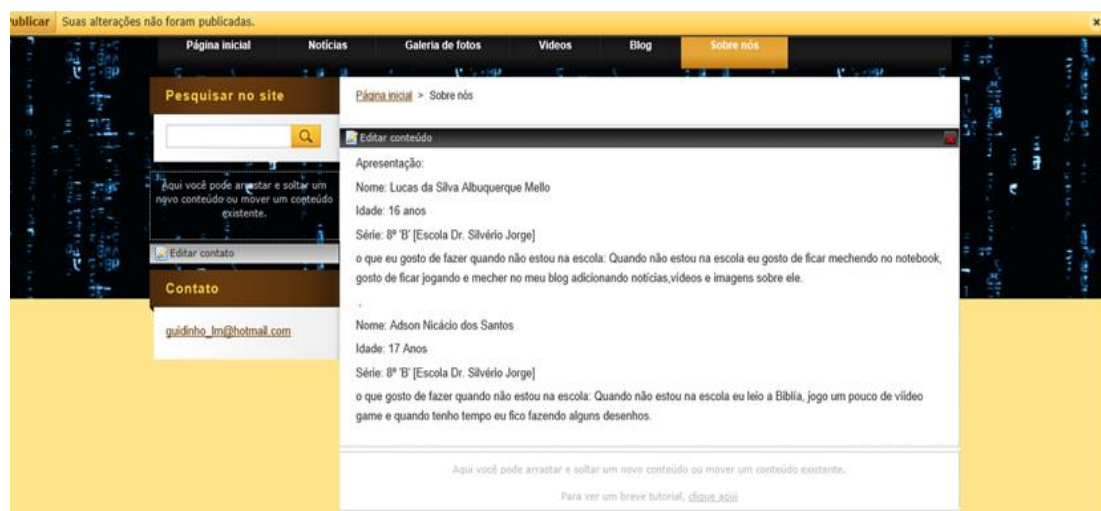 ublicar Suas alterações não foram publicadas. ×
Página inicial Notícias Galeria de fotos Videos Blog Sobre nós
Pesquisar no site
Página inicial > Sobre nós
Editar conteúdo
Aqui você pode arrastar e soltar um
novo conteúdo ou mover um conteúdo
existente.
Editar contato
Contato
guidinho_lm@hotmail.com
Apresentação:
Nome: Lucas da Silva Albuquerque Mello
Idade: 16 anos
Série: 8º 'B' [Escola Dr. Silvério Jorge]
o que eu gosto de fazer quando não estou na escola: Quando não estou na escola eu gosto de ficar mechendo no notebook,
gosto de ficar jogando e mecher no meu blog adicionando notícias,vídeos e imagens sobre ele.
.
Nome: Adson Nicácio dos Santos
Idade: 17 Anos
Série: 8º 'B' [Escola Dr. Silvério Jorge]
o que gosto de fazer quando não estou na escola: Quando não estou na escola eu leio a Biblía, jogo um pouco de viídeo
game e quando tenho tempo eu fico fazendo alguns desenhos.
Aqui você pode arrastar e soltar um novo conteúdo ou mover um conteúdo existente.
Para ver um breve tutorial, clique aqui